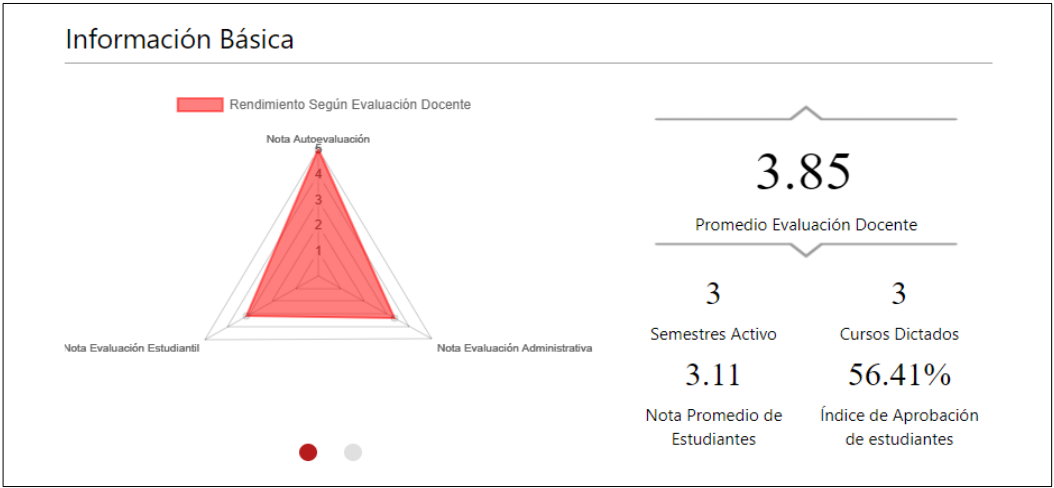 Información Básica
Rendimiento Según Evaluación Docente
Nota Autoevaluación
5
4
3
2
1
Nota Evaluación Estudiantil
Nota Evaluación Administrativa
3.85
Promedio Evaluación Docente
3
Semestres Activo
3
Cursos Dictados
3.11
Nota Promedio de
Estudiantes
56.41%
Índice de Aprobación
de estudiantes